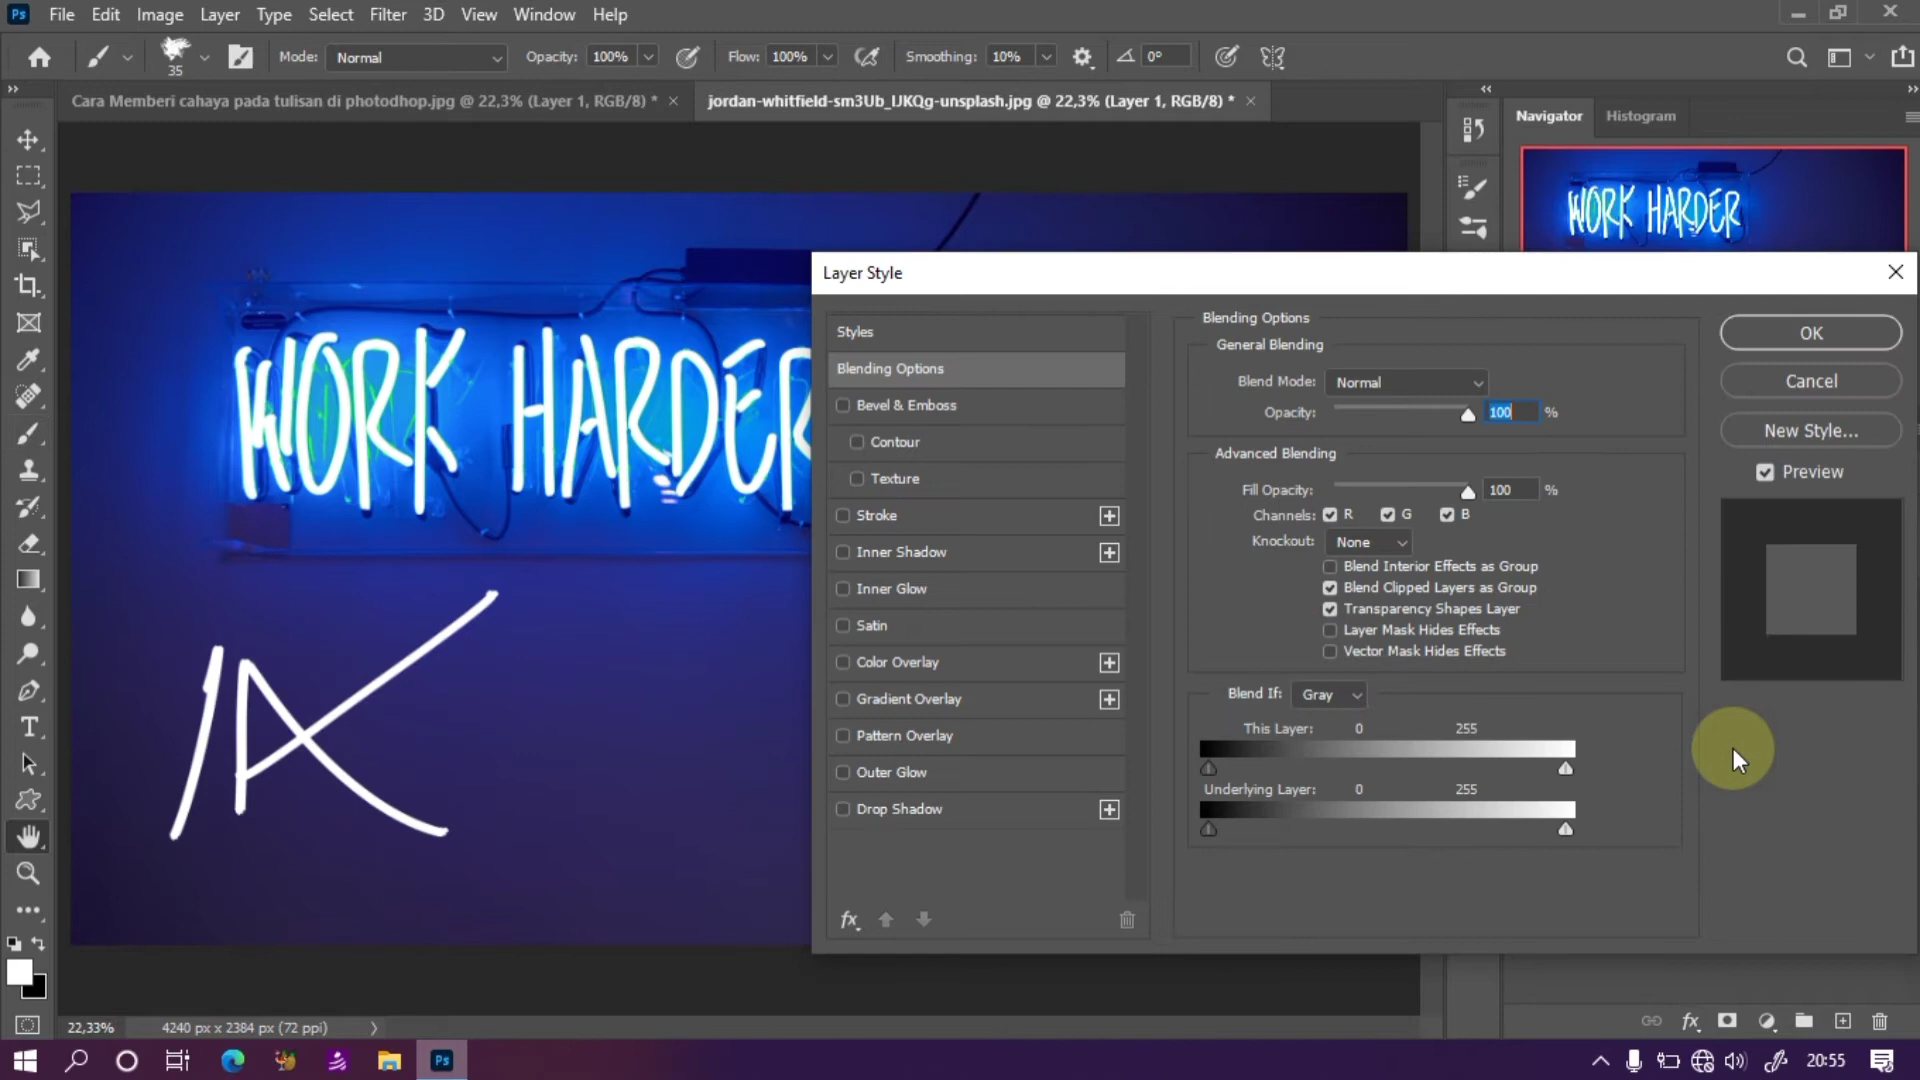 Ps File Edit Image Layer Type Select Filter 3D View Window Help
35 Mode: Normal Opacity: 100% Flow: 100% Smoothing: 10% 0°
Cara Memberi cahaya pada tulisan di photodhop.jpg @ 22,3% (Layer 1, RGB/8) * × jordan-whitfield-sm3Ub_IJKQg-unsplash.jpg @ 22,3% (Layer 1, RGB/8) * ×
Navigator Histogram
WORK HARDER
WORK HARDER
Layer Style
Styles
Blending Options
Bevel & Emboss
Contour
Texture
Stroke
Inner Shadow
Inner Glow
Satin
Color Overlay
Gradient Overlay
Pattern Overlay
Outer Glow
Drop Shadow
fx
Blending Options
General Blending
Blend Mode: Normal
Opacity: 100 %
Advanced Blending
Fill Opacity: 100 %
Channels: R G B
Knockout: None
Blend Interior Effects as Group
Blend Clipped Layers as Group
Transparency Shapes Layer
Layer Mask Hides Effects
Vector Mask Hides Effects
Blend If: Gray
This Layer: 0 255
Underlying Layer: 0 255
OK
Cancel
New Style...
Preview
22,33% 4240 px x 2384 px (72 ppi)
fx
Ps
20:55